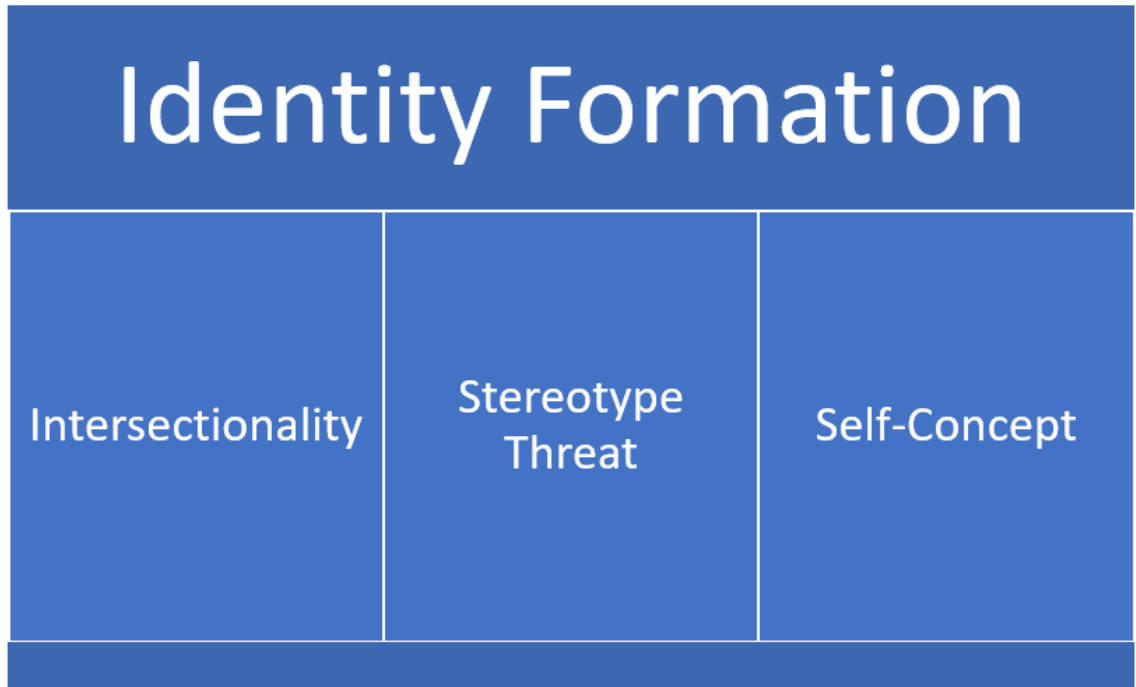 Identity Formation
Intersectionality
Stereotype
Threat
Self-Concept